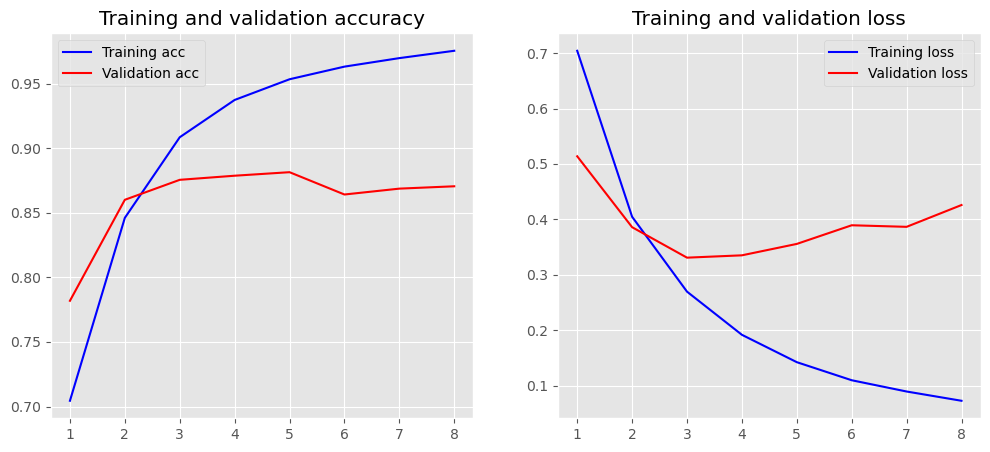 Training and validation accuracy
Training acc
Validation acc
0.95
0.90
0.85
0.80
0.75
0.70
1 2 3 4 5 6 7 8
Training and validation loss
Training loss
Validation loss
0.7
0.6
0.5
0.4
0.3
0.2
0.1
1 2 3 4 5 6 7 8